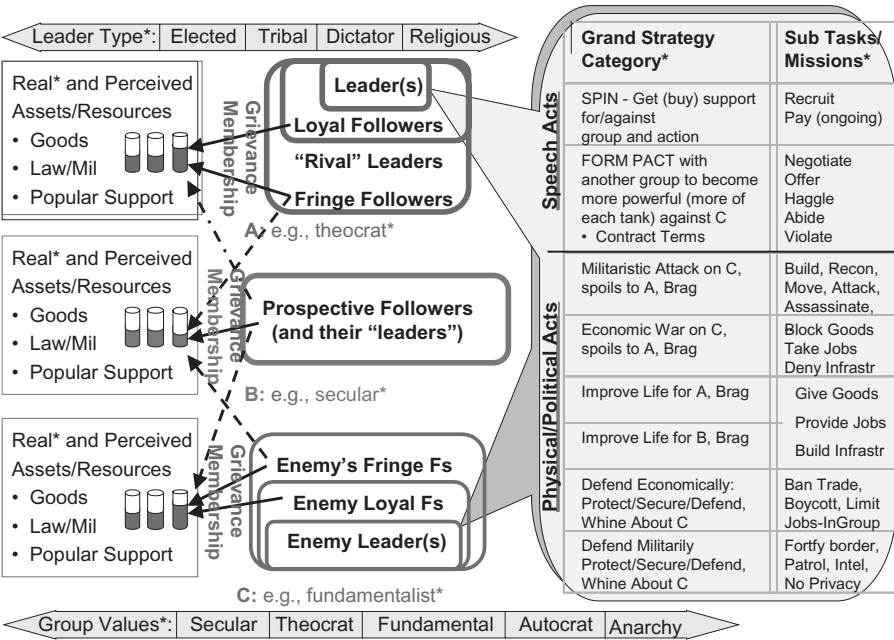 Leader Type*: Elected Tribal Dictator Religious
Real* and Perceived
Assets/Resources
• Goods
• Law/Mil
• Popular Support
Grievance
Membership
Leader(s)
Loyal Followers
“Rival” Leaders
Fringe Followers
A: e.g., theocrat*
Real* and Perceived
Assets/Resources
• Goods
• Law/Mil
• Popular Support
Grievance
Membership
Prospective Followers
(and their “leaders”)
B: e.g., secular*
Real* and Perceived
Assets/Resources
• Goods
• Law/Mil
• Popular Support
Grievance
Membership
Enemy's Fringe Fs
Enemy Loyal Fs
Enemy Leader(s)
C: e.g., fundamentalist*
Group Values*: Secular Theocrat Fundamental Autocrat Anarchy
Grand Strategy
Category*
Sub Tasks/
Missions*
Speech Acts
SPIN - Get (buy) support
for/against
group and action
Recruit
Pay (ongoing)
FORM PACT with
another group to become
more powerful (more of
each tank) against C
• Contract Terms
Negotiate
Offer
Haggle
Abide
Violate
Physical/Political Acts
Militaristic Attack on C,
spoils to A, Brag
Build, Recon,
Move, Attack,
Assassinate,
Economic War on C,
spoils to A, Brag
Block Goods
Take Jobs
Deny Infrastr
Improve Life for A, Brag
Improve Life for B, Brag
Give Goods
Provide Jobs
Build Infrastr
Defend Economically:
Protect/Secure/Defend,
Whine About C
Ban Trade,
Boycott, Limit
Jobs-InGroup
Defend Militarily
Protect/Secure/Defend,
Whine About C
Fortfy border,
Patrol, Intel,
No Privacy